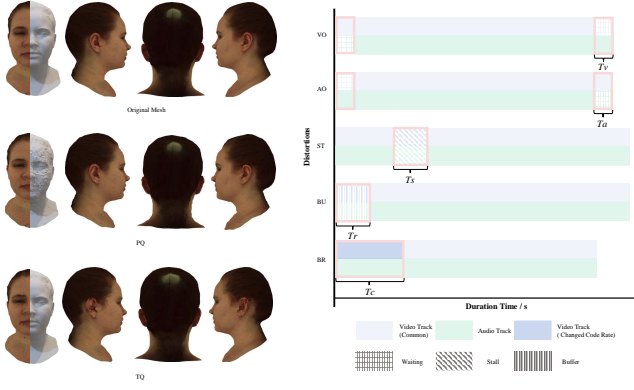 Original Mesh
PQ
TQ
Distortions
VO
Tv
AO
Ta
ST
Ts
BU
Tr
BR
Tc
Duration Time / s
Video Track
(Common)
Audio Track
Video Track
( Changed Code Rate)
Waiting
Stall
Buffer